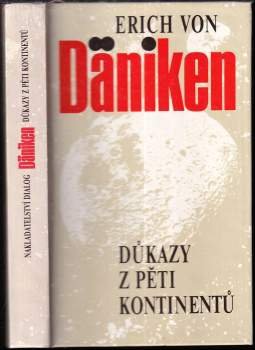 ERICH VON
Däniken
DŮKAZY
Z PĚTI
KONTINENTŮ
NAKLADATELSTVÍ DIALOG Däniken DŮKAZY Z PĚTI KONTINENTŮ